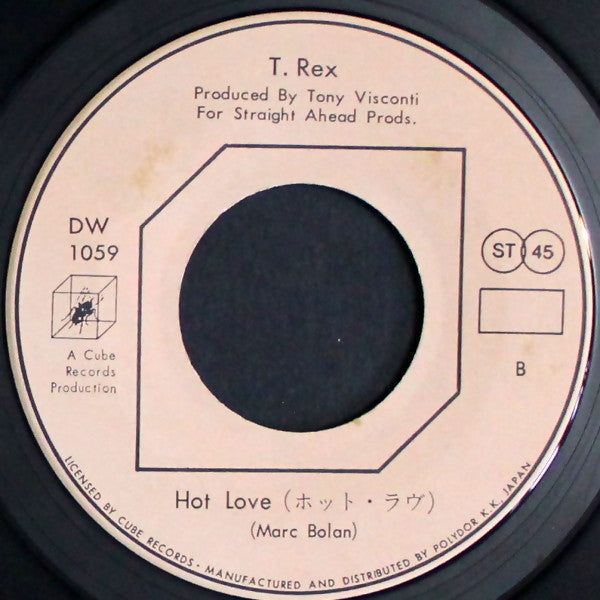 T. Rex
Produced By Tony Visconti
For Straight Ahead Prods.
DW
1059
ST 45
A Cube
Records
Production
B
Hot Love (ホット・ラヴ)
(Marc Bolan)
LICENSED BY CUBE RECORDS • MANUFACTURED AND DISTRIBUTED BY POLYDOR K.K. JAPAN